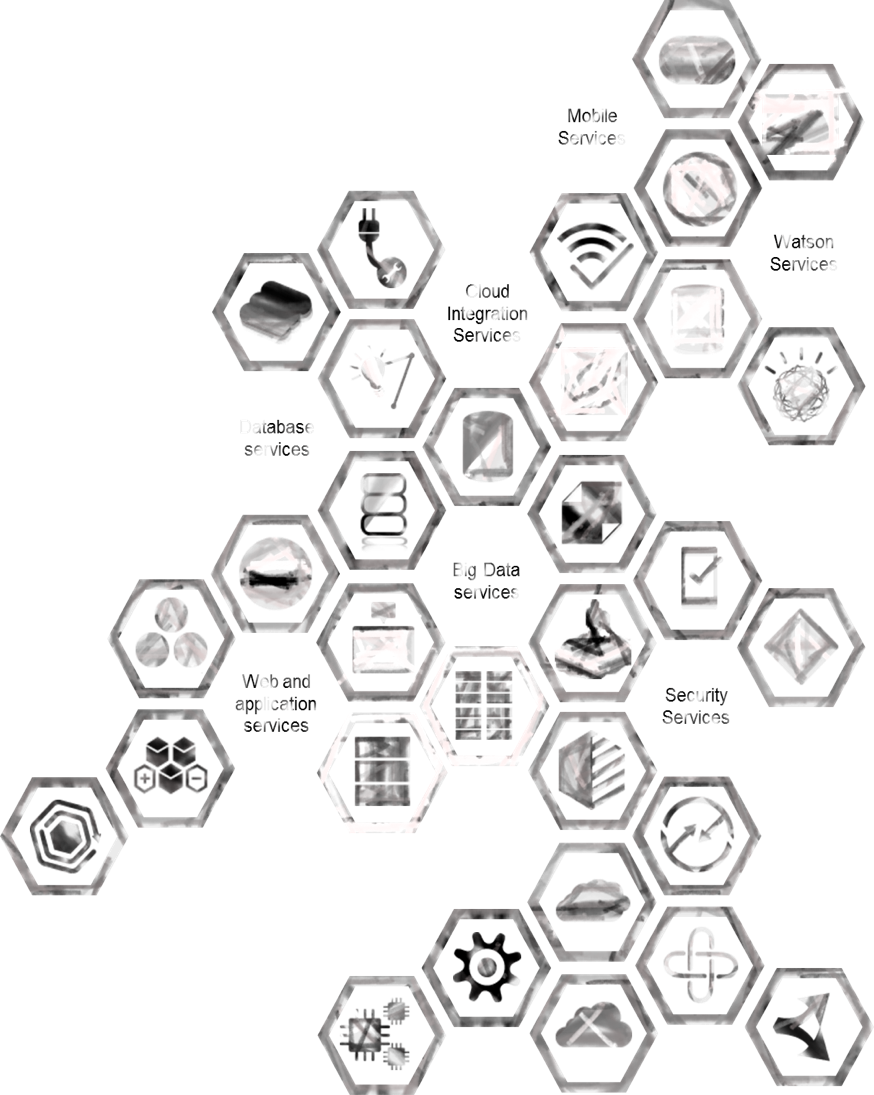 Mobile
Services
Watson
Services
Cloud
Integration
Services
Database
services
Big Data
services
Web and
application
services
Security
Services